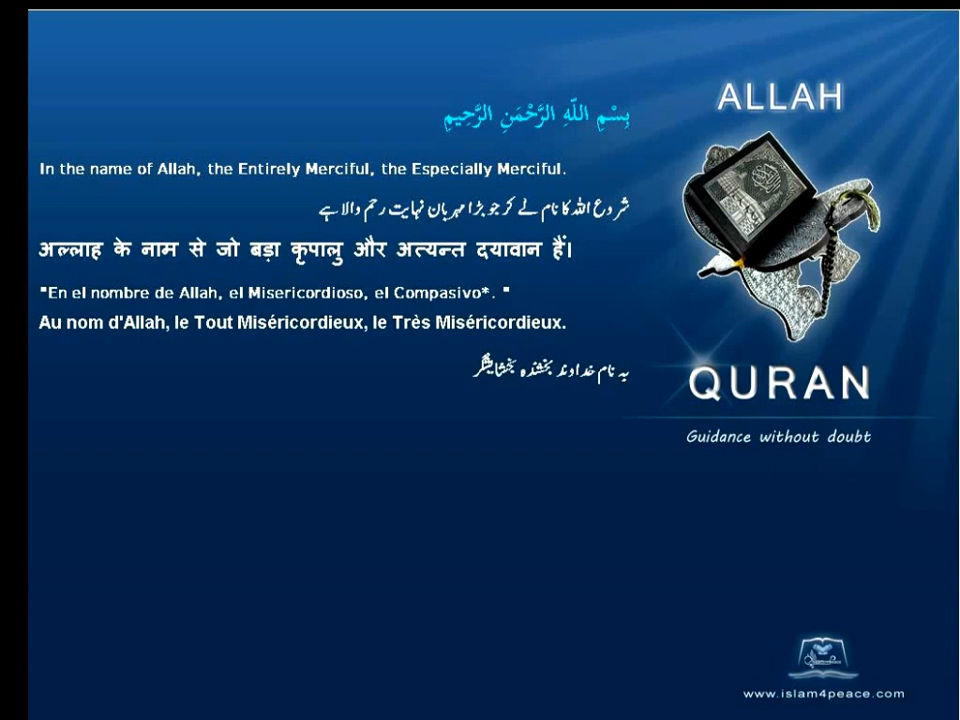 بِسْمِ اللّهِ الرَّحْمَنِ الرَّحِيمِ
In the name of Allah, the Entirely Merciful, the Especially Merciful.
شروع اللہ کا نام لے کر جو بڑا مہربان نہایت رحم والا ہے
अल्लाह के नाम से जो बड़ा कृपालु और अत्यन्त दयावान हैं।
"En el nombre de Allah, el Misericordioso, el Compasivo*. "
Au nom d'Allah, le Tout Miséricordieux, le Très Miséricordieux.
به نام خداوند بخشنده بخشایشگر
ALLAH
QURAN
Guidance without doubt
www.islam4peace.com